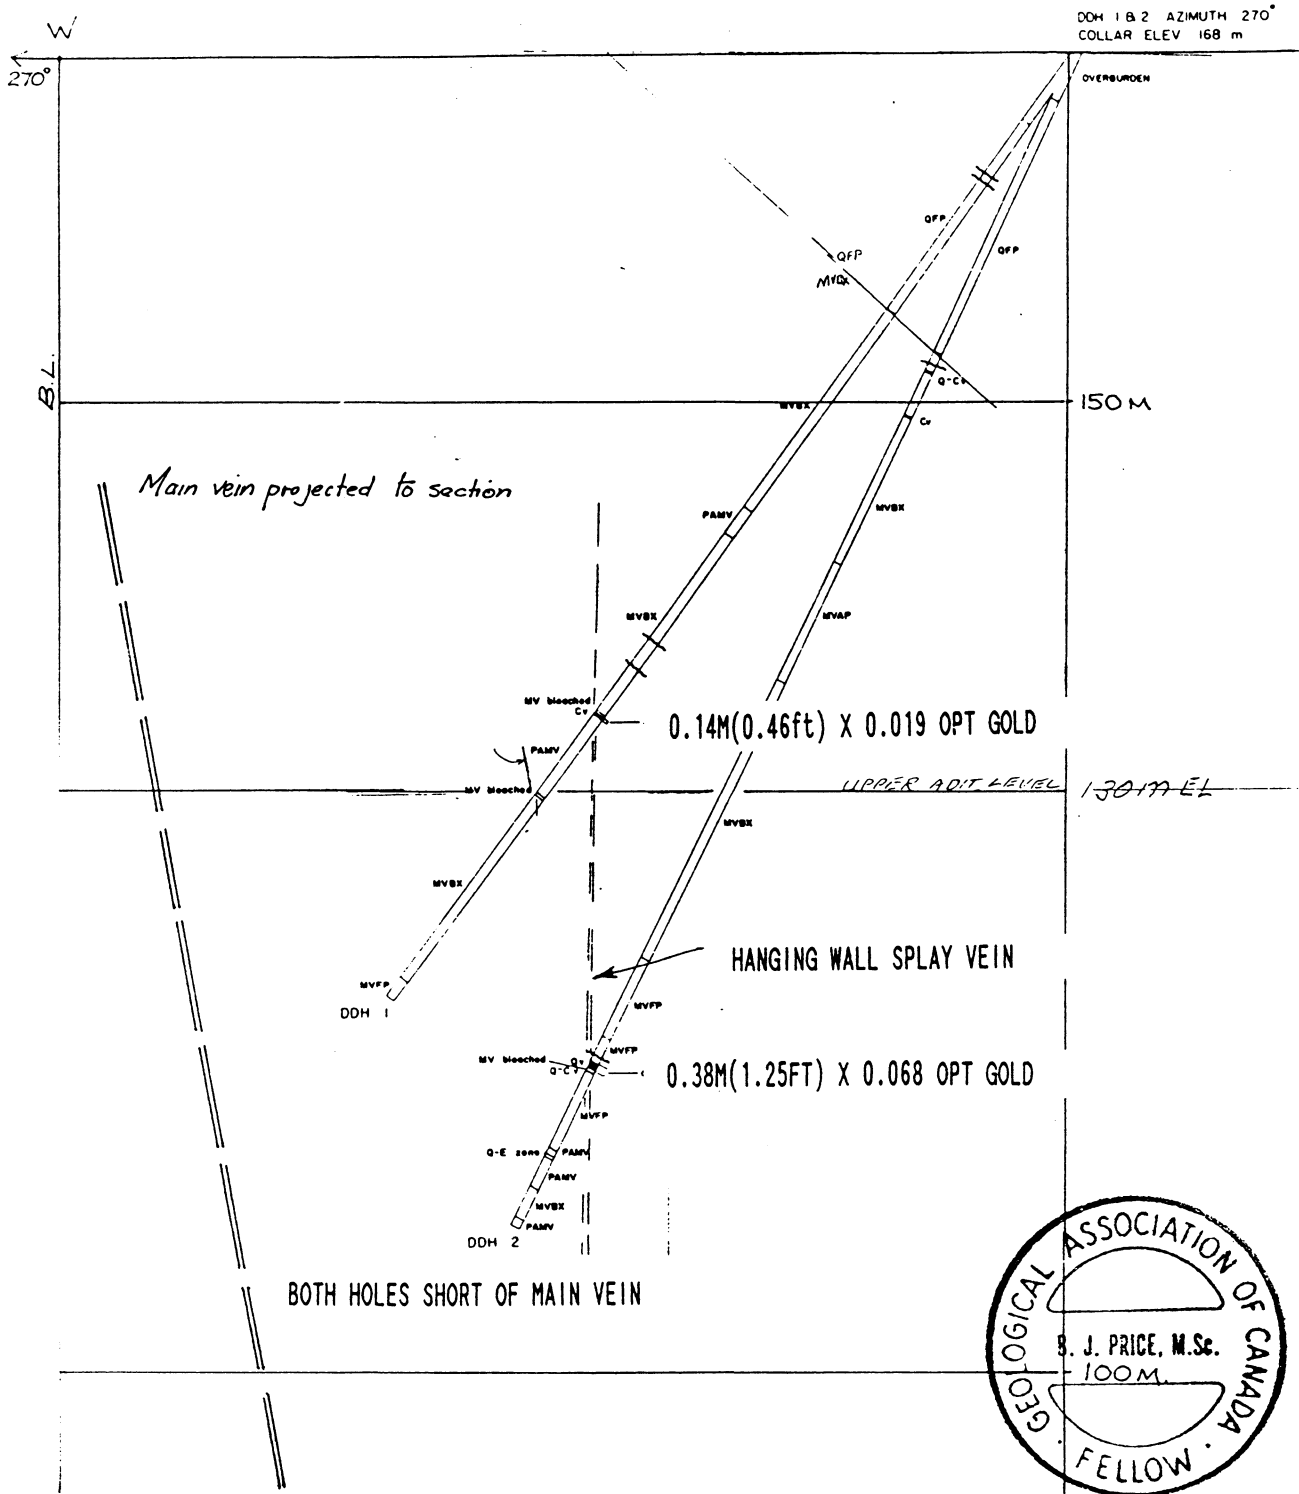 W
DDH 1 & 2 AZIMUTH 270°
COLLAR ELEV 168 m
270°
OVERBURDEN
QFP
QFP
QFP
MVBX
Q-Cv
B.L.
MVBX
150 M
Cv
Main vein projected to section
PAMV
MVBX
MVBX
MVAP
MV bleached
Cv
0.14M(0.46ft) X 0.019 OPT GOLD
PAMV
MV bleached
UPPER ADIT LEVEL
130 m EL
MVBX
MVBX
HANGING WALL SPLAY VEIN
MVFP
DDH 1
MVFP
MVFP
MV bleached
Qv
Q-Cv
0.38M(1.25FT) X 0.068 OPT GOLD
MVFP
Q-E zone
PAMV
PAMV
MVBX
PAMV
DDH 2
BOTH HOLES SHORT OF MAIN VEIN
GEOLOGICAL ASSOCIATION OF CANADA
B. J. PRICE, M.Sc.
100 M.
FELLOW